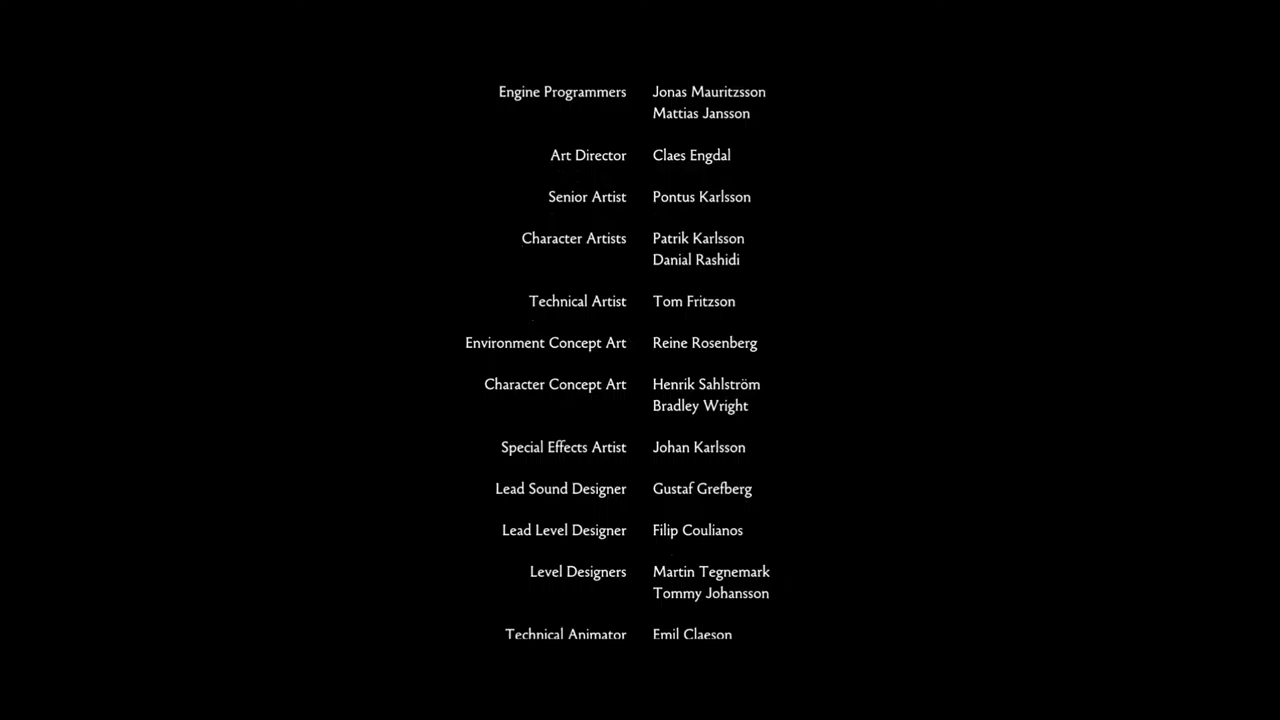 Engine Programmers Jonas Mauritzsson
Mattias Jansson
Art Director Claes Engdal
Senior Artist Pontus Karlsson
Character Artists Patrik Karlsson
Danial Rashidi
Technical Artist Tom Fritzson
Environment Concept Art Reine Rosenberg
Character Concept Art Henrik Sahlström
Bradley Wright
Special Effects Artist Johan Karlsson
Lead Sound Designer Gustaf Grefberg
Lead Level Designer Filip Coulianos
Level Designers Martin Tegnemark
Tommy Johansson
Technical Animator Emil Claeson